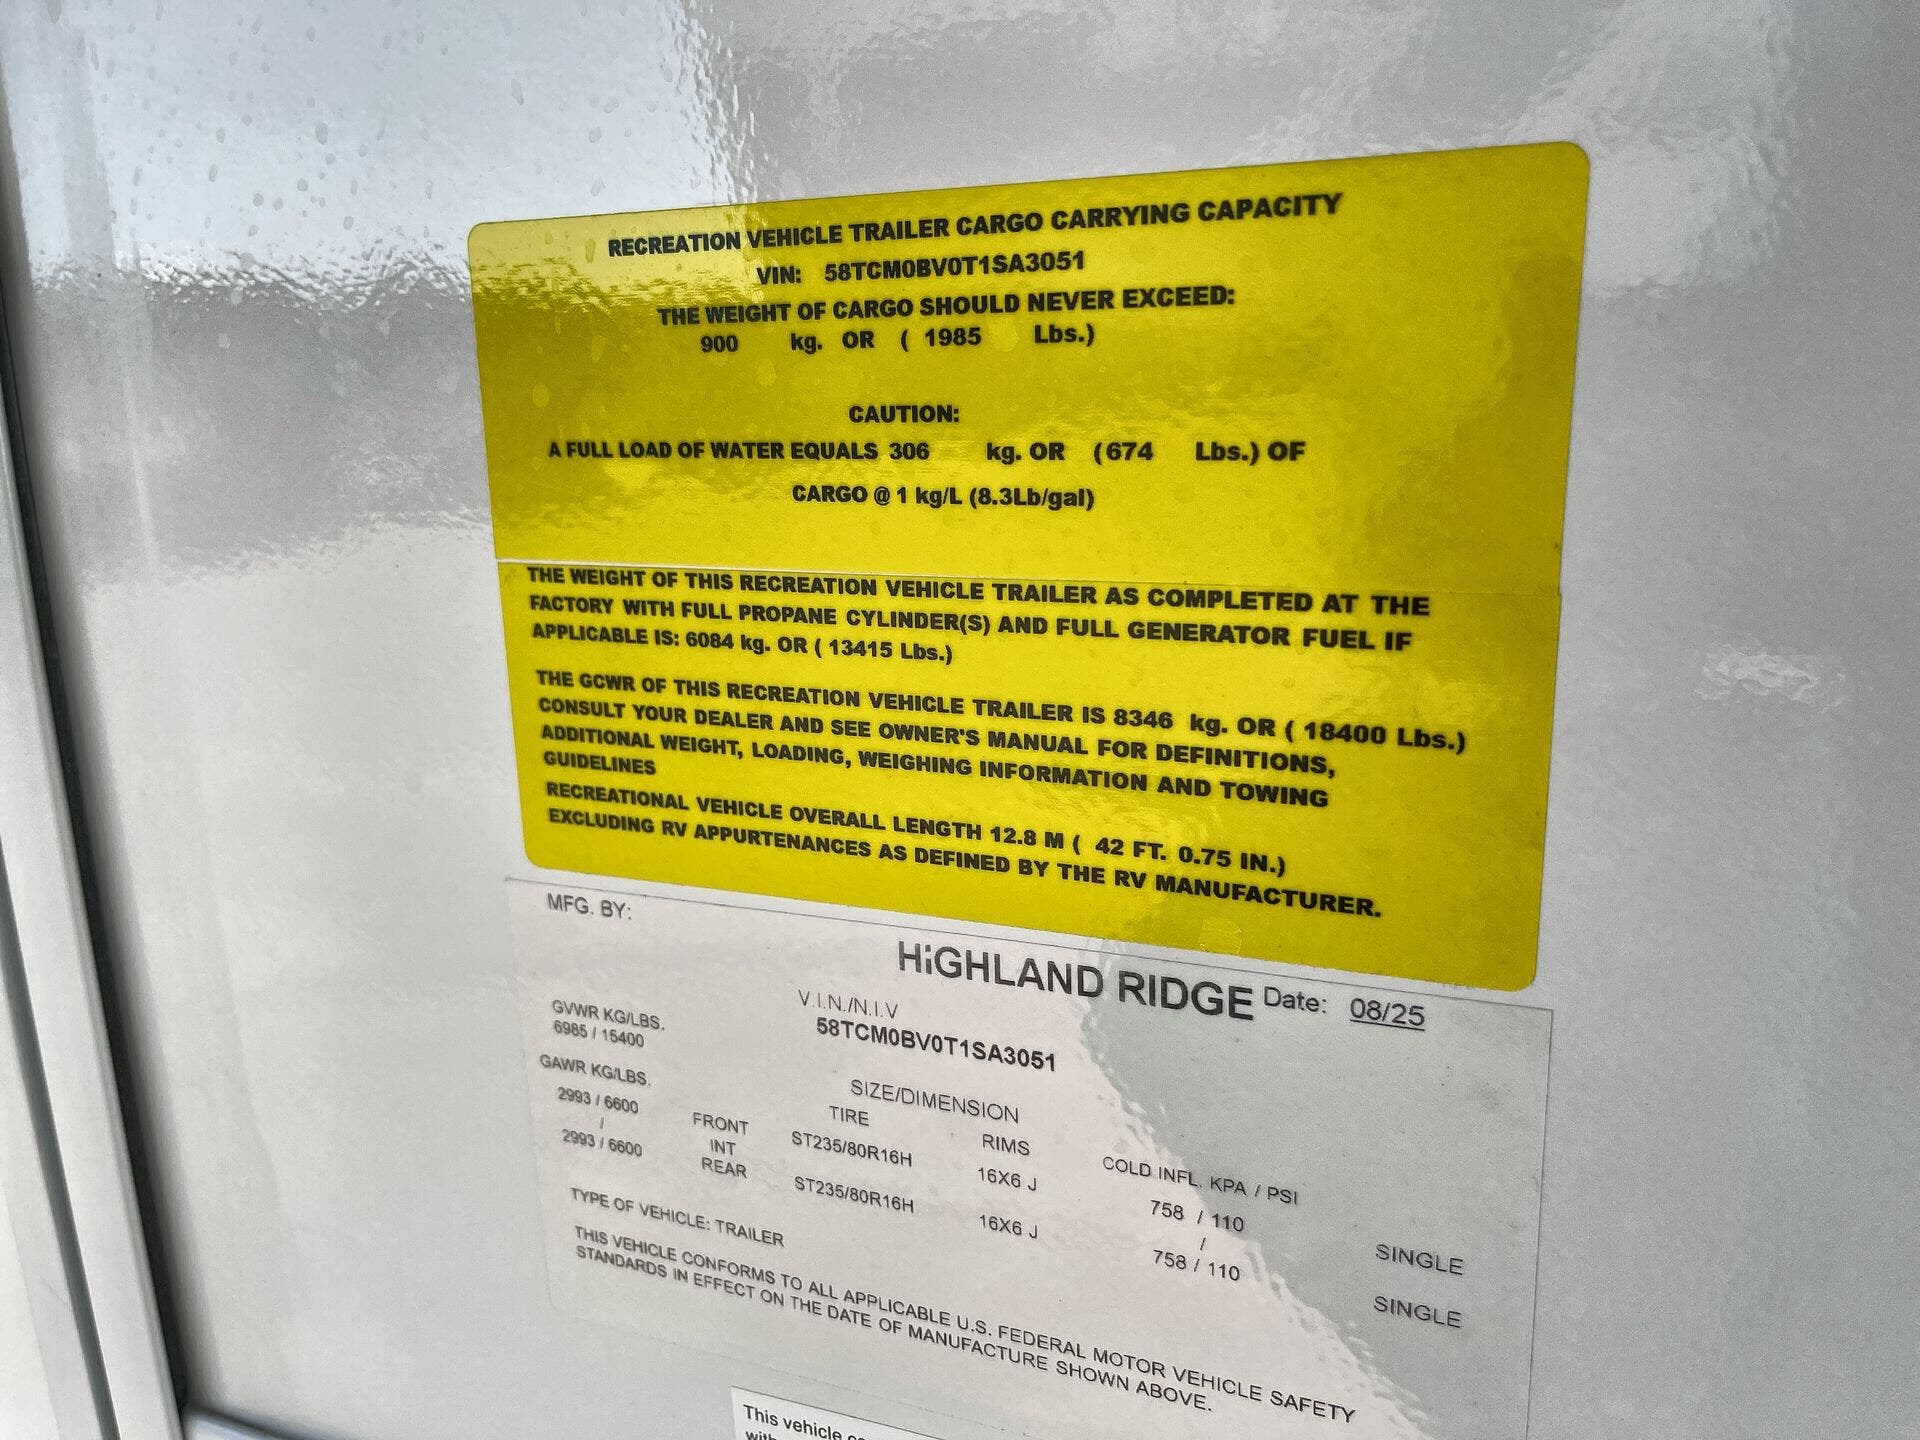 RECREATION VEHICLE TRAILER CARGO CARRYING CAPACITY
VIN: 58TCM0BV0T1SA3051
THE WEIGHT OF CARGO SHOULD NEVER EXCEED:
900 kg. OR ( 1985 Lbs.)
CAUTION:
A FULL LOAD OF WATER EQUALS 306 kg. OR (674 Lbs.) OF
CARGO @ 1 kg/L (8.3Lb/gal)
THE WEIGHT OF THIS RECREATION VEHICLE TRAILER AS COMPLETED AT THE
FACTORY WITH FULL PROPANE CYLINDER(S) AND FULL GENERATOR FUEL IF
APPLICABLE IS: 6084 kg. OR ( 13415 Lbs.)
THE GCWR OF THIS RECREATION VEHICLE TRAILER IS 8346 kg. OR ( 18400 Lbs.)
CONSULT YOUR DEALER AND SEE OWNER'S MANUAL FOR DEFINITIONS,
ADDITIONAL WEIGHT, LOADING, WEIGHING INFORMATION AND TOWING
GUIDELINES
RECREATIONAL VEHICLE OVERALL LENGTH 12.8 M ( 42 FT. 0.75 IN.)
EXCLUDING RV APPURTENANCES AS DEFINED BY THE RV MANUFACTURER.
MFG. BY:
HiGHLAND RIDGE Date: 08/25
GVWR KG/LBS. V.I.N./N.I.V
6985 / 15400 58TCM0BV0T1SA3051
GAWR KG/LBS. SIZE/DIMENSION
TIRE RIMS COLD INFL. KPA / PSI
2993 / 6600 FRONT ST235/80R16H 16X6 J 758 / 110 SINGLE
/ INT /
2993 / 6600 REAR ST235/80R16H 16X6 J 758 / 110 SINGLE
TYPE OF VEHICLE: TRAILER
THIS VEHICLE CONFORMS TO ALL APPLICABLE U.S. FEDERAL MOTOR VEHICLE SAFETY
STANDARDS IN EFFECT ON THE DATE OF MANUFACTURE SHOWN ABOVE.
This vehicle